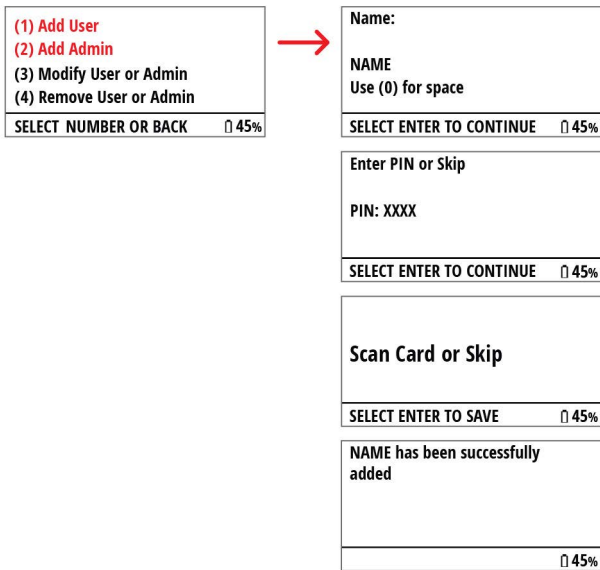 (1) Add User
(2) Add Admin
(3) Modify User or Admin
(4) Remove User or Admin
SELECT NUMBER OR BACK 45%
Name:
NAME
Use (0) for space
SELECT ENTER TO CONTINUE 45%
Enter PIN or Skip
PIN: XXXX
SELECT ENTER TO CONTINUE 45%
Scan Card or Skip
SELECT ENTER TO SAVE 45%
NAME has been successfully
added
45%